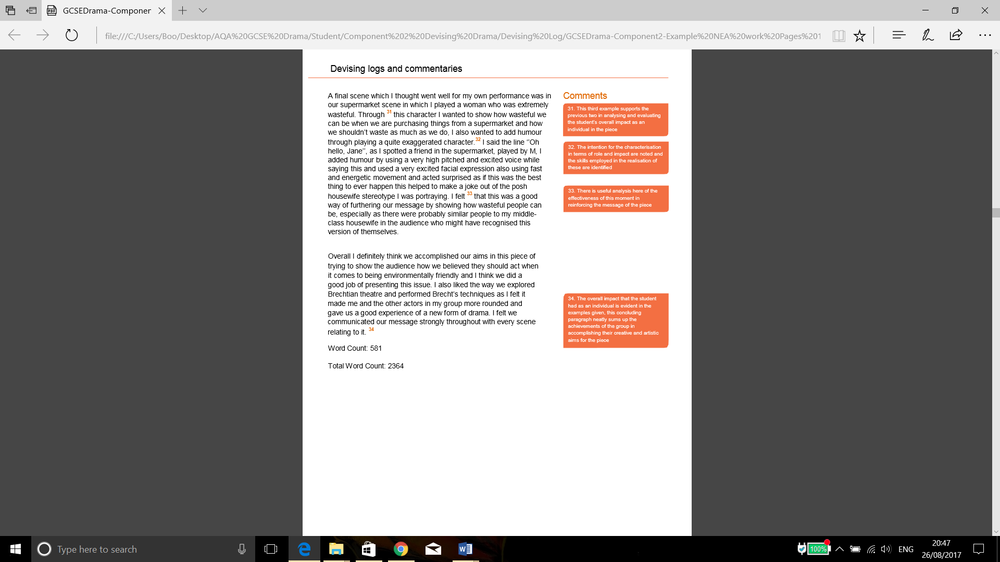 GCSEDrama-Componer
file:///C:/Users/Boo/Desktop/AQA%20GCSE%20Drama/Student/Component%202%20Devising%20Drama/Devising%20Log/GCSEDrama-Component2-Example%20NEA%20work%20Pages%201
Devising logs and commentaries
A final scene which I thought went well for my own performance was in
our supermarket scene in which I played a woman who was extremely
wasteful. Through 31 this character I wanted to show how wasteful we
can be when we are purchasing things from a supermarket and how
we shouldn't waste as much as we do, I also wanted to add humour
through playing a quite exaggerated character.32 I said the line "Oh
hello, Jane", as I spotted a friend in the supermarket, played by M, I
added humour by using a very high pitched and excited voice while
saying this and used a very excited facial expression also using fast
and energetic movement and acted surprised as if this was the best
thing to ever happen this helped to make a joke out of the posh
housewife stereotype I was portraying. I felt 33 that this was a good
way of furthering our message by showing how wasteful people can
be, especially as there were probably similar people to my middle-
class housewife in the audience who might have recognised this
version of themselves.
Overall I definitely think we accomplished our aims in this piece of
trying to show the audience how we believed they should act when
it comes to being environmentally friendly and I think we did a
good job of presenting this issue. I also liked the way we explored
Brechtian theatre and performed Brecht's techniques as I felt it
made me and the other actors in my group more rounded and
gave us a good experience of a new form of drama. I felt we
communicated our message strongly throughout with every scene
relating to it. 34
Word Count: 581
Total Word Count: 2364
Comments
31. This third example supports the
previous two in analysing and evaluating
the student's overall impact as an
individual in the piece
32. The intention for the characterisation
in terms of role and impact are noted and
the skills employed in the realisation of
these are identified
33. There is useful analysis here of the
effectiveness of this moment in
reinforcing the message of the piece
34. The overall impact that the student
had as an individual is evident in the
examples given, this concluding
paragraph neatly sums up the
achievements of the group in
accomplishing their creative and artistic
aims for the piece
Type here to search
100%
ENG
20:47
26/08/2017